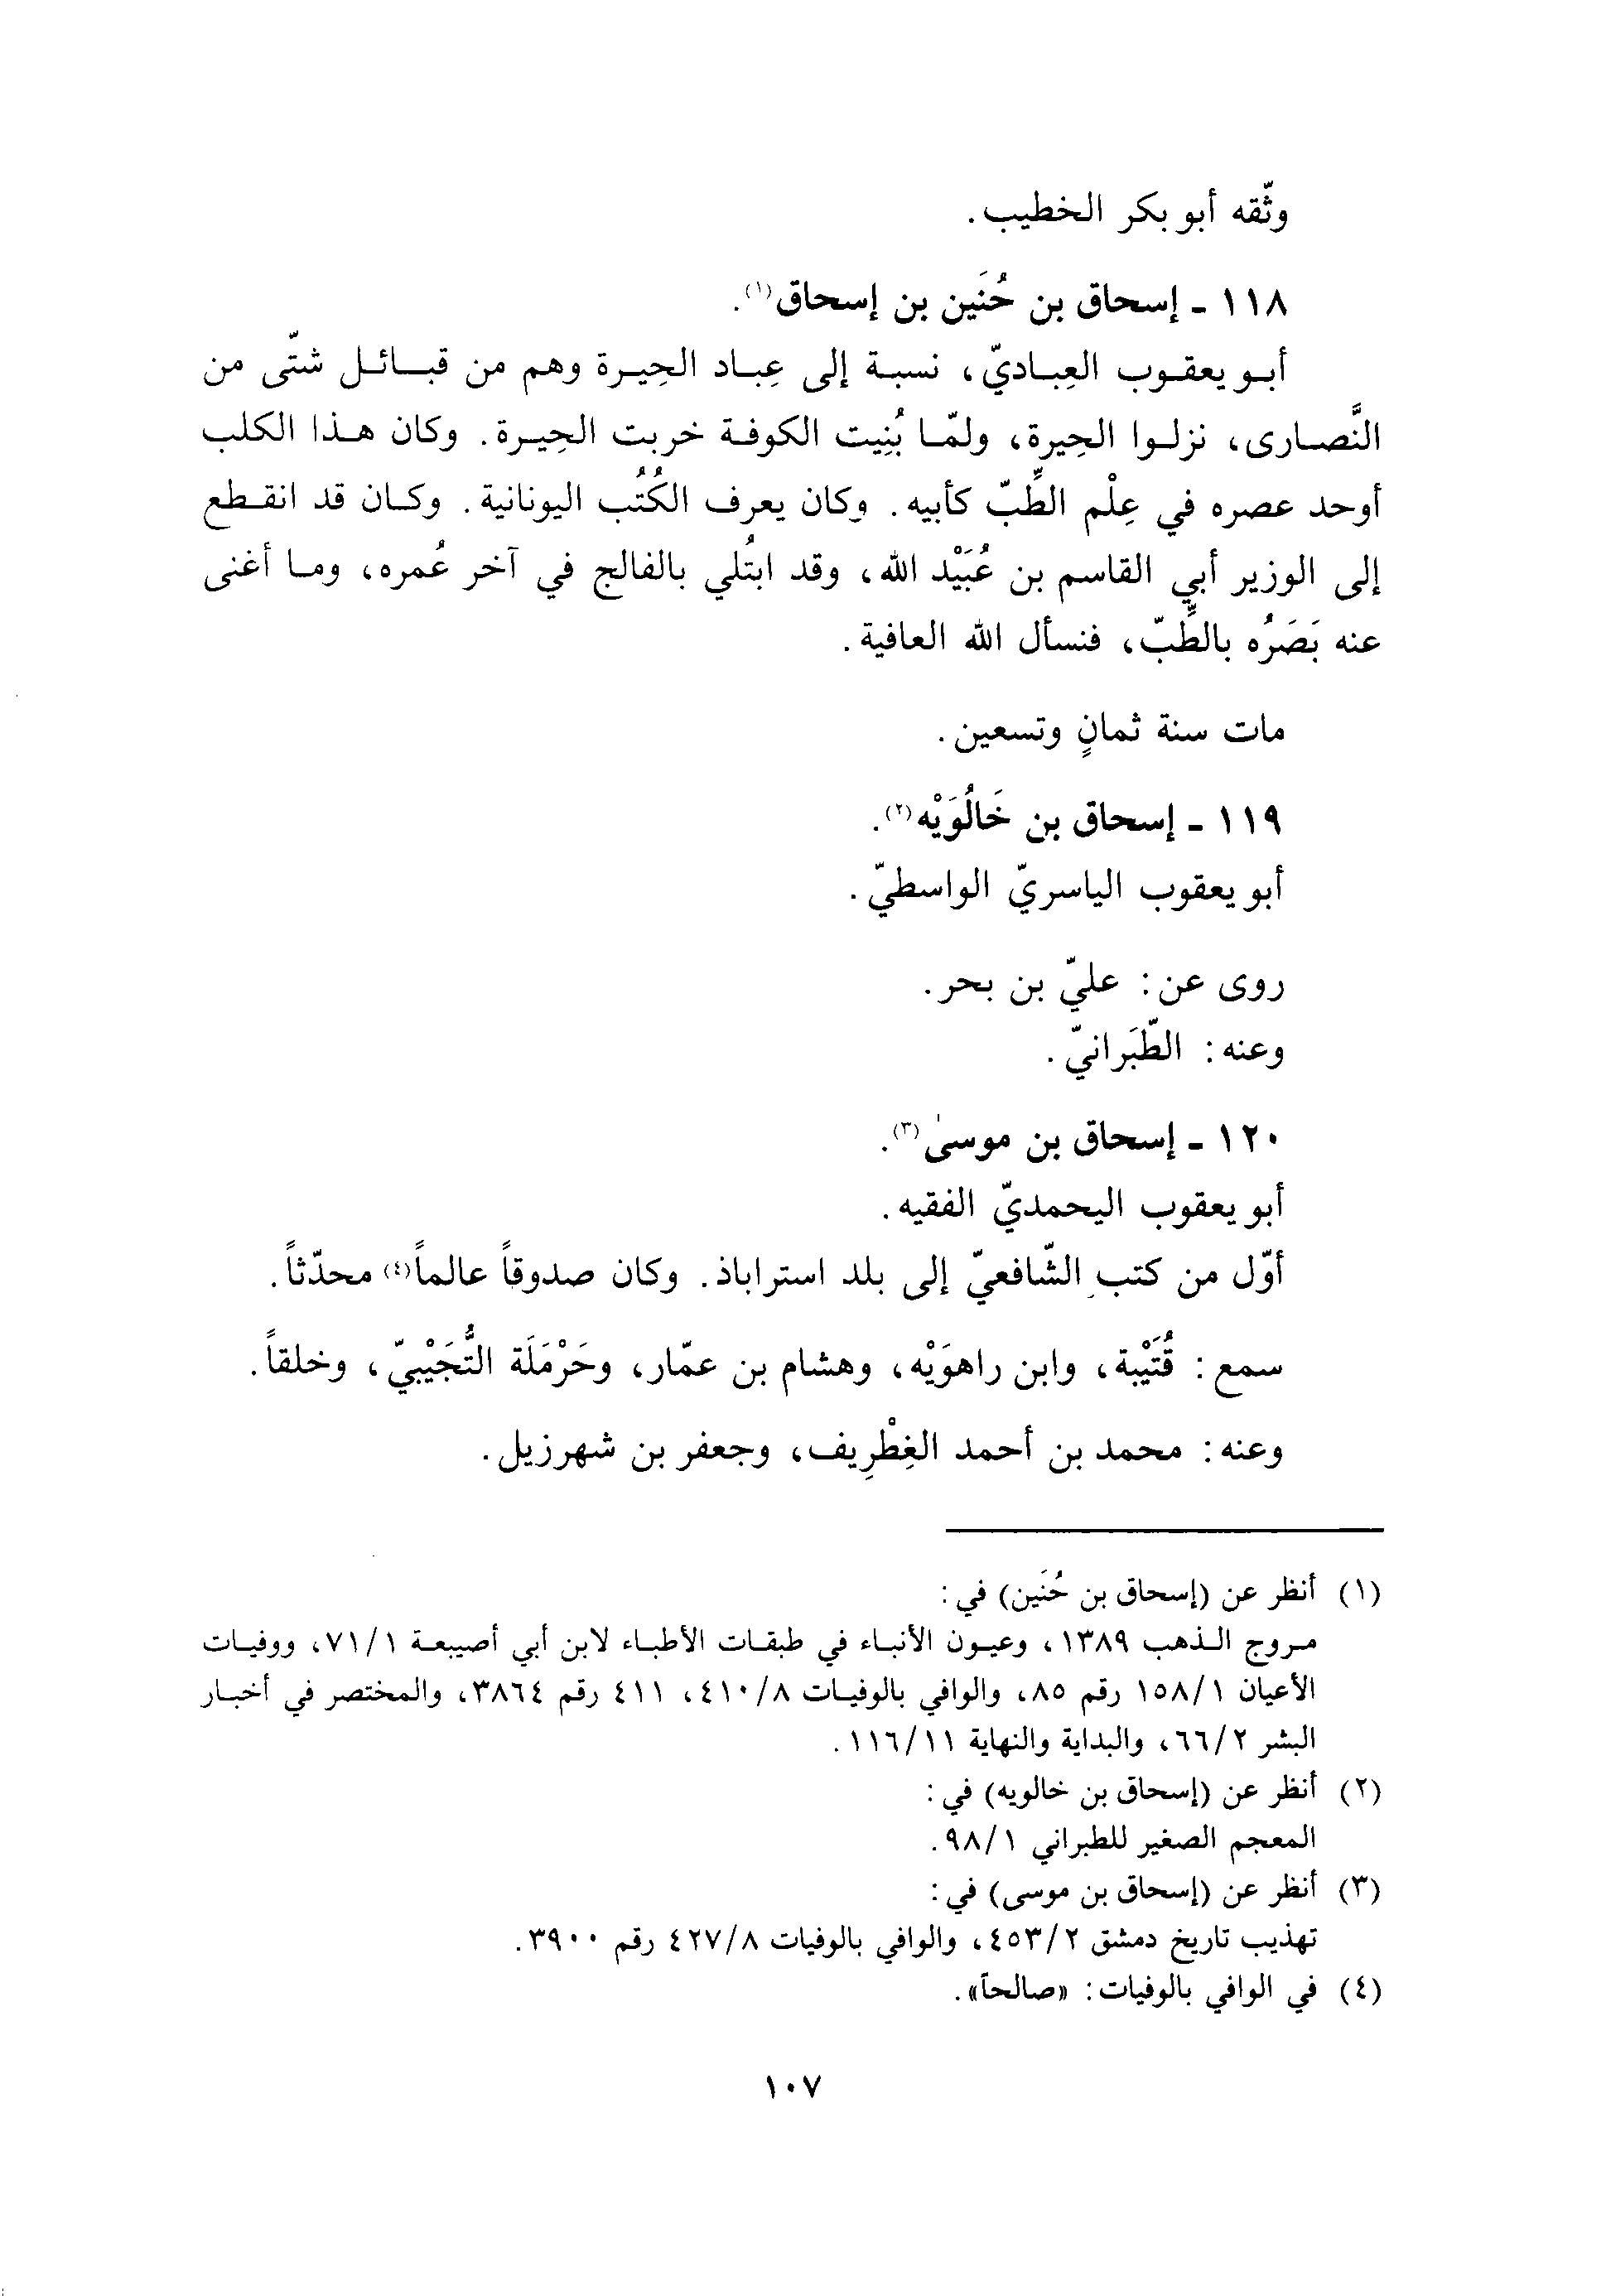 وثّقه أبو بكر الخطيب.
١١٨ - إسحاق بن حُنَين بن إسحاق(١).
أبو يعقوب العِباديّ، نسبة إلى عِباد الحِيرة وهم من قبائل شتّى من
النَّصارى، نزلوا الحِيرة، ولمّا بُنِيت الكوفة خربت الحِيرة. وكان هذا الكلب
أوحد عصره في عِلْم الطِّبّ كأبيه. وكان يعرف الكُتُب اليونانية. وكان قد انقطع
إلى الوزير أبي القاسم بن عُبَيْد الله، وقد ابتُلي بالفالج في آخر عُمره، وما أغنى
عنه بَصَرُه بالطِّبّ، فنسأل الله العافية.
مات سنة ثمانٍ وتسعين.
١١٩ - إسحاق بن خَالُوَيْه(٢).
أبو يعقوب الياسريّ الواسطيّ.
روى عن: عليّ بن بحر.
وعنه: الطَّبَرانيّ.
١٢٠ - إسحاق بن موسىٰ(٣).
أبو يعقوب اليحمديّ الفقيه.
أوّل من كتب الشّافعيّ إلى بلد استراباذ. وكان صدوقاً عالماً(٤) محدّثاً.
سمع: قُتَيْبة، وابن راهوَيْه، وهشام بن عمّار، وحَرْمَلَة التُّجَيْبيّ، وخلقاً.
وعنه: محمد بن أحمد الغِطْرِيف، وجعفر بن شهرزيل.
(١) أنظر عن (إسحاق بن حُنَين) في:
مروج الذهب ١٣٨٩، وعيون الأنباء في طبقات الأطباء لابن أبي أصيبعة ٧١/١، ووفيات
الأعيان ١٥٨/١ رقم ٨٥، والوافي بالوفيات ٤١٠/٨، ٤١١ رقم ٣٨٦٤، والمختصر في أخبار
البشر ٦٦/٢، والبداية والنهاية ١١٦/١١.
(٢) أنظر عن (إسحاق بن خالويه) في:
المعجم الصغير للطبراني ٩٨/١.
(٣) أنظر عن (إسحاق بن موسى) في:
تهذيب تاريخ دمشق ٤٥٣/٢، والوافي بالوفيات ٤٢٧/٨ رقم ٣٩٠٠.
(٤) في الوافي بالوفيات: «صالحاً».
١٠٧